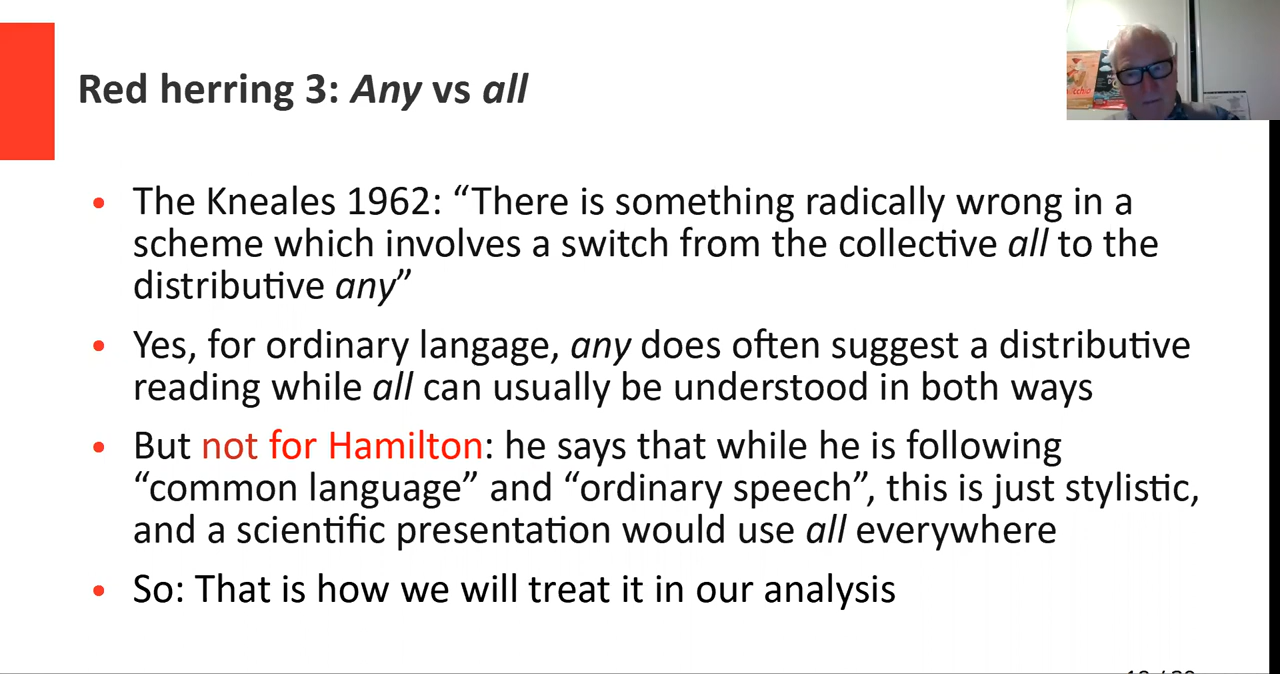 Red herring 3: Any vs all
• The Kneales 1962: “There is something radically wrong in a
scheme which involves a switch from the collective all to the
distributive any”
• Yes, for ordinary langage, any does often suggest a distributive
reading while all can usually be understood in both ways
• But not for Hamilton: he says that while he is following
“common language” and “ordinary speech”, this is just stylistic,
and a scientific presentation would use all everywhere
• So: That is how we will treat it in our analysis